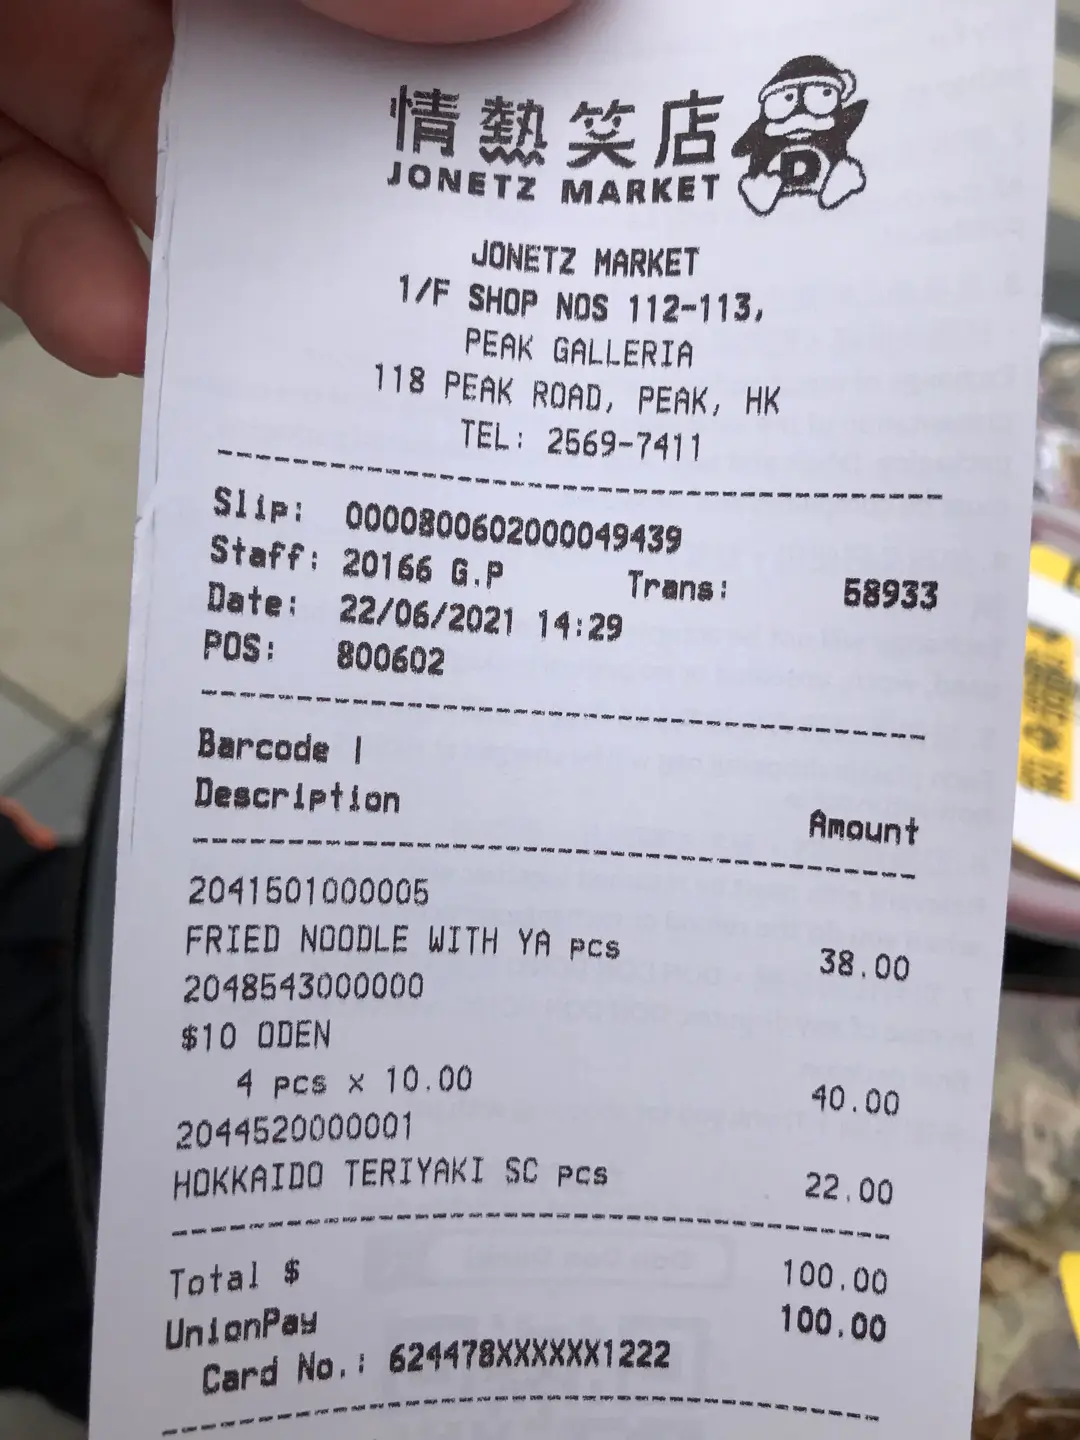 情熱笑店
JONETZ MARKET
D
JONETZ MARKET
1/F SHOP NOS 112-113,
PEAK GALLERIA
118 PEAK ROAD, PEAK, HK
TEL: 2569-7411
Slip: 0000800602000049439
Staff: 20166 G.P Trans: 58933
Date: 22/06/2021 14:29
POS: 800602
Barcode |
Description Amount
2041501000005
FRIED NOODLE WITH YA pcs 38.00
2048543000000
$10 ODEN
4 pcs x 10.00 40.00
2044520000001
HOKKAIDO TERIYAKI SC pcs 22.00
Total $ 100.00
UnionPay 100.00
Card No.: 624478XXXXXX1222